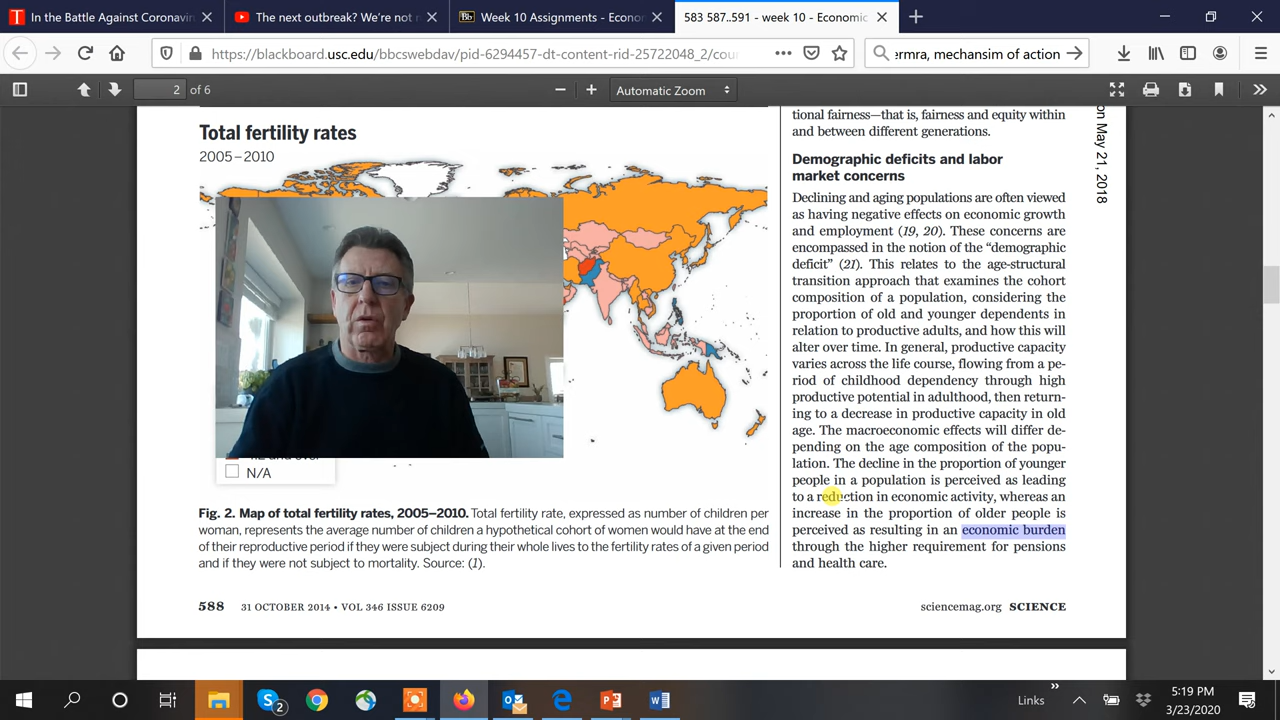 In the Battle Against Coronavir
The next outbreak? We're not r
Bb
Week 10 Assignments - Econo
583 587..591 - week 10 - Economic
https://blackboard.usc.edu/bbcswebdav/pid-6294457-dt-content-rid-25722048_2/cou
ermra, mechansim of action
2 of 6
Automatic Zoom
Total fertility rates
2005–2010
N/A
Fig. 2. Map of total fertility rates, 2005–2010. Total fertility rate, expressed as number of children per
woman, represents the average number of children a hypothetical cohort of women would have at the end
of their reproductive period if they were subject during their whole lives to the fertility rates of a given period
and if they were not subject to mortality. Source: (1).
588 31 OCTOBER 2014 • VOL 346 ISSUE 6209
tional fairness—that is, fairness and equity within
and between different generations.
Demographic deficits and labor
market concerns
Declining and aging populations are often viewed
as having negative effects on economic growth
and employment (19, 20). These concerns are
encompassed in the notion of the “demographic
deficit” (21). This relates to the age-structural
transition approach that examines the cohort
composition of a population, considering the
proportion of old and younger dependents in
relation to productive adults, and how this will
alter over time. In general, productive capacity
varies across the life course, flowing from a pe-
riod of childhood dependency through high
productive potential in adulthood, then return-
ing to a decrease in productive capacity in old
age. The macroeconomic effects will differ de-
pending on the age composition of the popu-
lation. The decline in the proportion of younger
people in a population is perceived as leading
to a reduction in economic activity, whereas an
increase in the proportion of older people is
perceived as resulting in an economic burden
through the higher requirement for pensions
and health care.
sciencemag.org SCIENCE
on May 21, 2018
2
Links
5:19 PM
3/23/2020